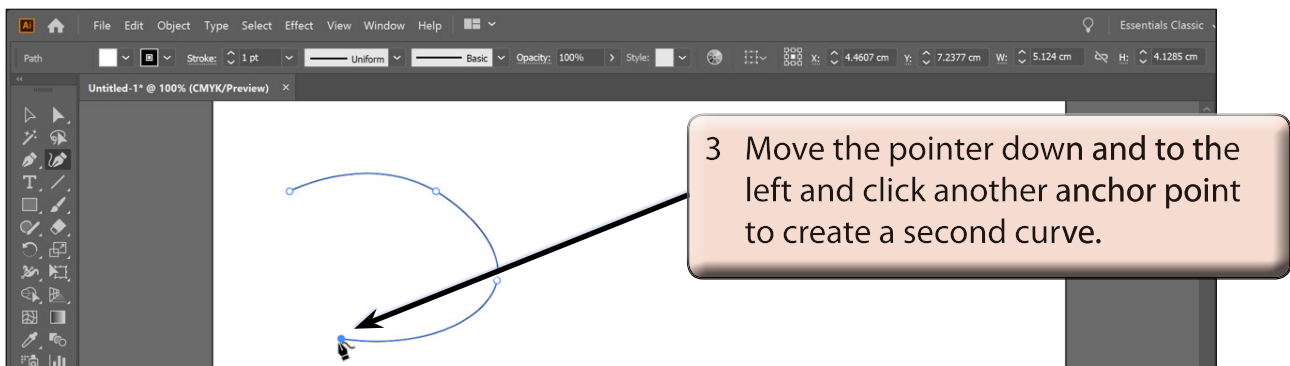 Ai File Edit Object Type Select Effect View Window Help Essentials Classic
Path Stroke: 1 pt Uniform Basic Opacity: 100% Style: X: 4.4607 cm Y: 7.2377 cm W: 5.124 cm H: 4.1285 cm
Untitled-1* @ 100% (CMYK/Preview) ×
3 Move the pointer down and to the
left and click another anchor point
to create a second curve.